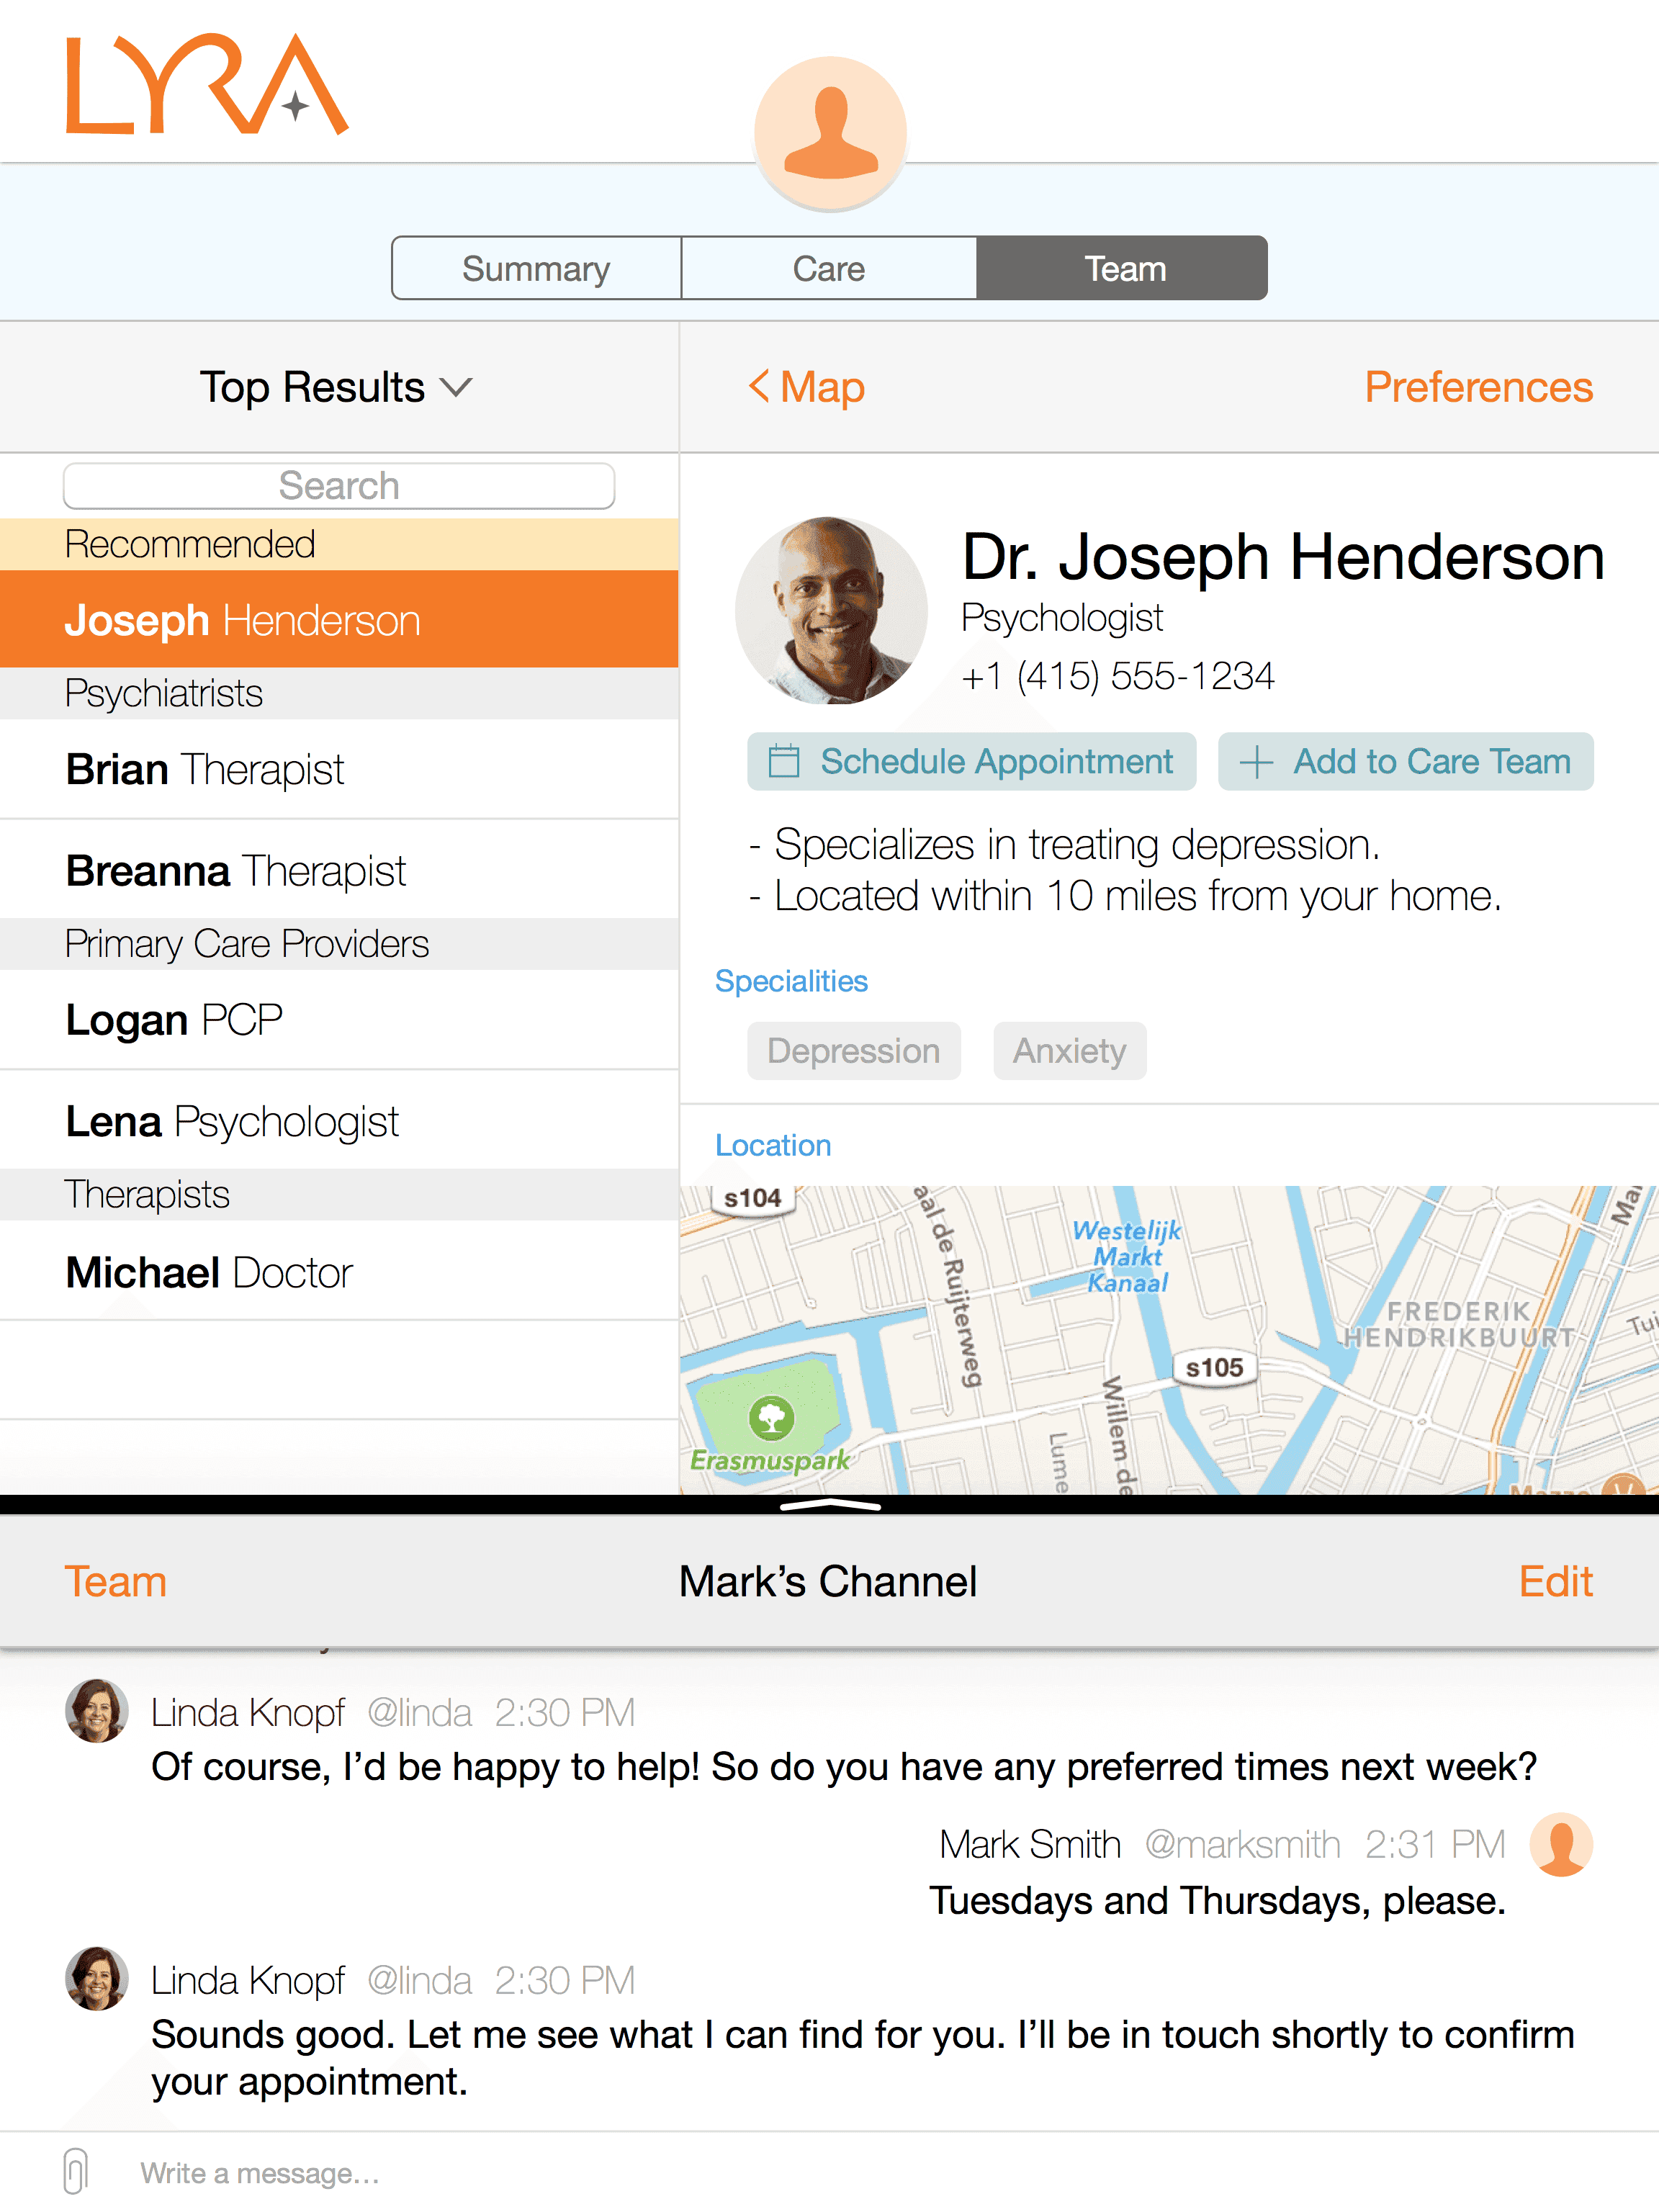 LYRA
Summary
Care
Team
Top Results
Map
Preferences
Search
Recommended
Joseph Henderson
Psychiatrists
Brian Therapist
Breanna Therapist
Primary Care Providers
Logan PCP
Lena Psychologist
Therapists
Michael Doctor
Dr. Joseph Henderson
Psychologist
+1 (415) 555-1234
Schedule Appointment
Add to Care Team
- Specializes in treating depression.
- Located within 10 miles from your home.
Specialities
Depression
Anxiety
Location
s104
aal de Ruijterweg
Westelijk
Markt
Kanaal
FREDERIK
HENDRIKBUURT
s105
Willem de
Lume
Erasmuspark
Team
Mark's Channel
Edit
Linda Knopf @linda 2:30 PM
Of course, I'd be happy to help! So do you have any preferred times next week?
Mark Smith @marksmith 2:31 PM
Tuesdays and Thursdays, please.
Linda Knopf @linda 2:30 PM
Sounds good. Let me see what I can find for you. I'll be in touch shortly to confirm
your appointment.
Write a message...